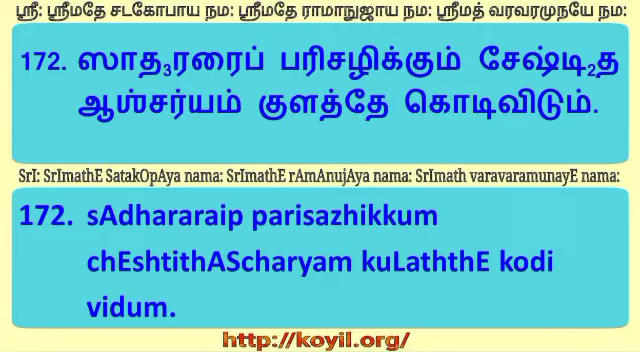 ஸ்ரீ: ஸ்ரீமதே சடகோபாய நம: ஸ்ரீமதே ராமாநுஜாய நம: ஸ்ரீமத் வரவரமுநயே நம:
172. ஸாத₃ரரைப் பரிசழிக்கும் சேஷ்டி₂த
ஆஶ்சர்யம் குளத்தே கொடிவிடும்.
SrI: SrImathE SatakOpAya nama: SrImathE rAmAnujAya nama: SrImath varavaramunayE nama:
172. sAdhararaip parisazhikkum
chEshtithAScharyam kuLaththE kodi
vidum.
http://koyil.org/